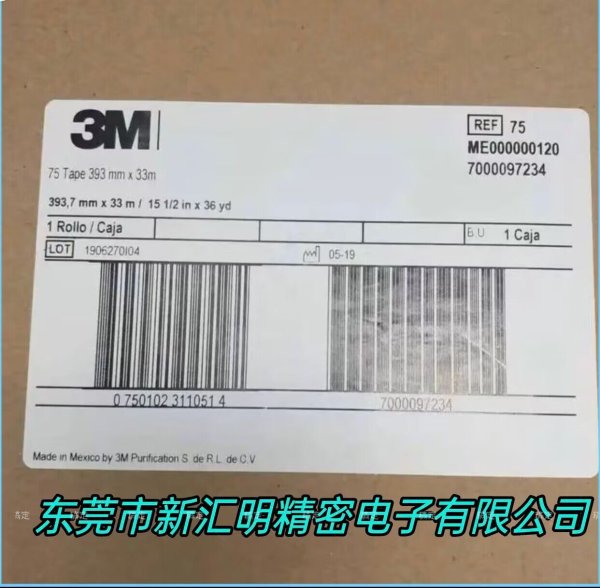 3M
REF 75
ME000000120
7000097234
75 Tape 393 mm x 33m
393,7 mm x 33 m / 15 1/2 in x 36 yd
1 Rollo / Caja
B.U 1 Caja
LOT 1906270I04
05-19
0 750102 311051 4
7000097234
Made in Mexico by 3M Purification S. de R.L. de C.V
东莞市新汇明精密电子有限公司